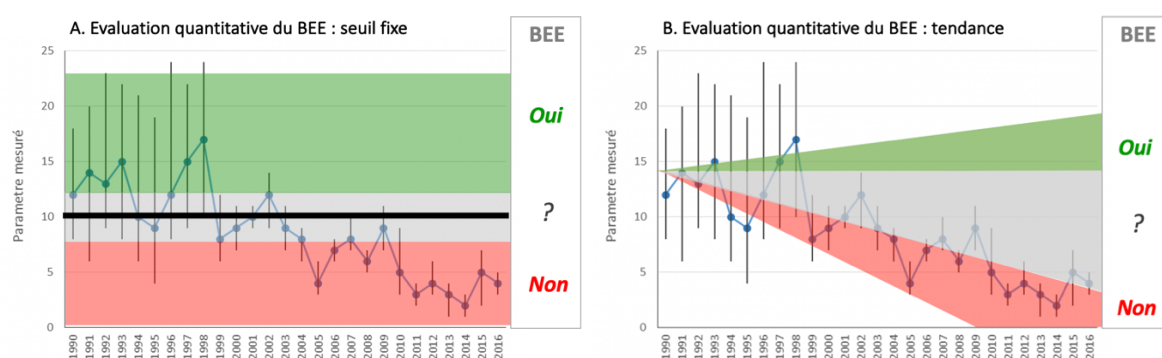 A. Evaluation quantitative du BEE : seuil fixe
BEE
25
20
15
10
5
0
Parametre mesuré
Oui
?
Non
1990 1991 1992 1993 1994 1995 1996 1997 1998 1999 2000 2001 2002 2003 2004 2005 2006 2007 2008 2009 2010 2011 2012 2013 2014 2015 2016
B. Evaluation quantitative du BEE : tendance
BEE
25
20
15
10
5
0
Parametre mesuré
Oui
?
Non
1990 1991 1992 1993 1994 1995 1996 1997 1998 1999 2000 2001 2002 2003 2004 2005 2006 2007 2008 2009 2010 2011 2012 2013 2014 2015 2016